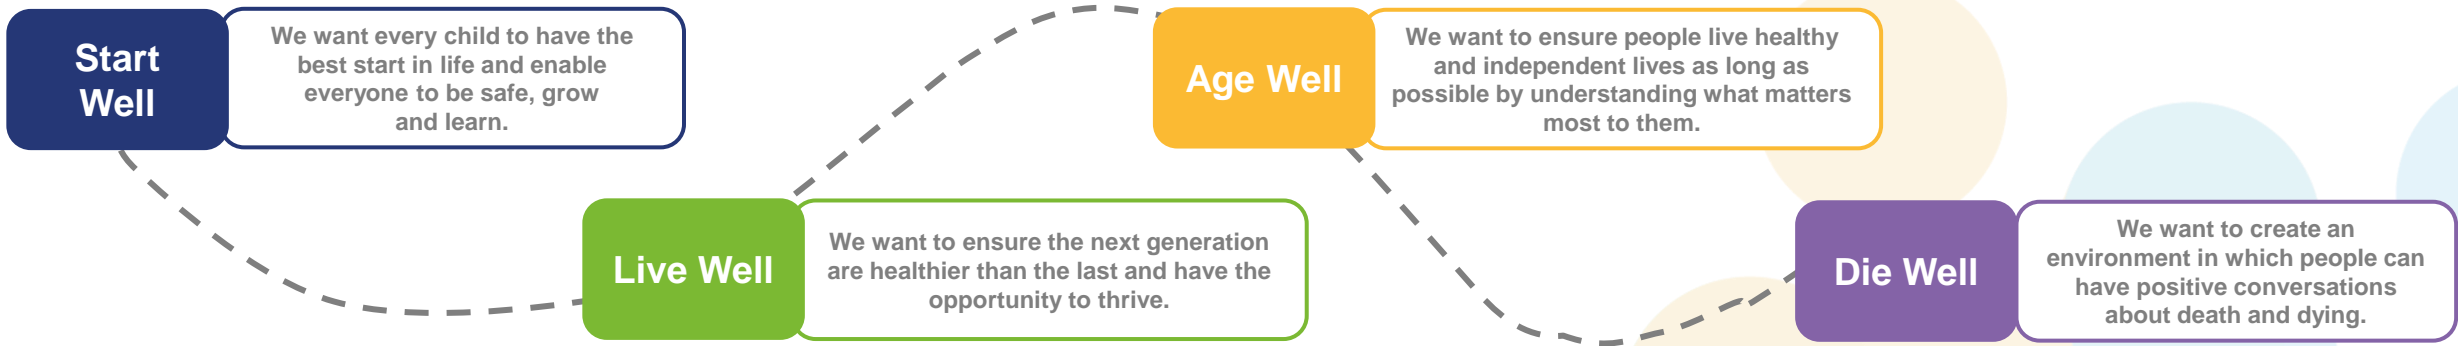 Start
Well
We want every child to have the
best start in life and enable
everyone to be safe, grow
and learn.
Live Well
We want to ensure the next generation
are healthier than the last and have the
opportunity to thrive.
Age Well
We want to ensure people live healthy
and independent lives as long as
possible by understanding what matters
most to them.
Die Well
We want to create an
environment in which people can
have positive conversations
about death and dying.